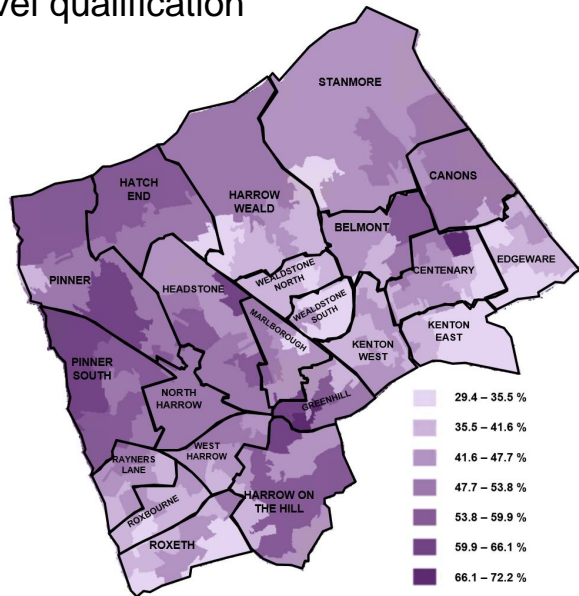 vel qualification
STANMORE
HATCH
END
HARROW
WEALD
CANONS
BELMONT
PINNER
HEADSTONE
WEALDSTONE
NORTH
CENTENARY
EDGEWARE
WEALDSTONE
SOUTH
MARLBOROUGH
KENTON
WEST
KENTON
EAST
PINNER
SOUTH
NORTH
HARROW
GREENHILL
RAYNERS
LANE
WEST
HARROW
ROXBOURNE
HARROW ON
THE HILL
ROXETH
29.4 – 35.5 %
35.5 – 41.6 %
41.6 – 47.7 %
47.7 – 53.8 %
53.8 – 59.9 %
59.9 – 66.1 %
66.1 – 72.2 %